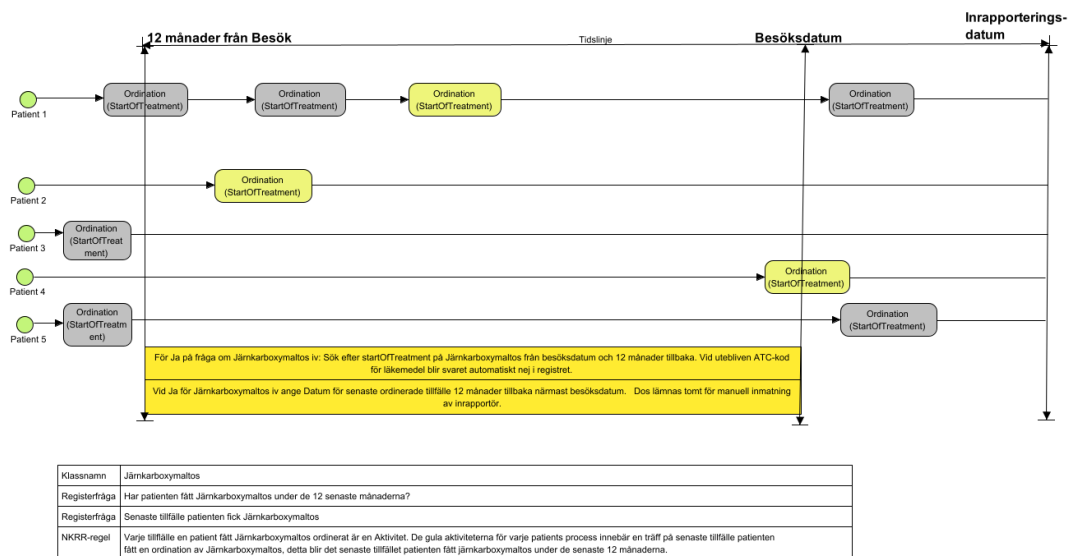 Inrapporterings-
datum
12 månader från Besök
Tidslinje
Besöksdatum
Patient 1
Ordination
(StartOfTreatment)
Ordination
(StartOfTreatment)
Ordination
(StartOfTreatment)
Ordination
(StartOfTreatment)
Patient 2
Ordination
(StartOfTreatment)
Patient 3
Ordination
(StartOfTreat
ment)
Patient 4
Ordination
(StartOfTreatment)
Patient 5
Ordination
(StartOfTreatm
ent)
Ordination
(StartOfTreatment)
För Ja på fråga om Järnkarboxymaltos iv: Sök efter startOfTreatment på Järnkarboxymaltos från besöksdatum och 12 månader tillbaka. Vid utebliven ATC-kod
för läkemedel blir svaret automatiskt nej i registret.
Vid Ja för Järnkarboxymaltos iv ange Datum för senaste ordinerade tillfälle 12 månader tillbaka närmast besöksdatum. Dos lämnas tomt för manuell inmatning
av inrapportör.
Klassnamn Järnkarboxymaltos
Registerfråga Har patienten fått Järnkarboxymaltos under de 12 senaste månaderna?
Registerfråga Senaste tillfälle patienten fick Järnkarboxymaltos
NKRR-regel Varje tillflälle en patient fått Järnkarboxymaltos ordinerat är en Aktivitet. De gula aktiviteterna för varje patients process innebär en träff på senaste tillfälle patienten
fått en ordination av Järnkarboxymaltos, detta blir det senaste tillfället patienten fått järnkarboxymaltos under de senaste 12 månaderna.